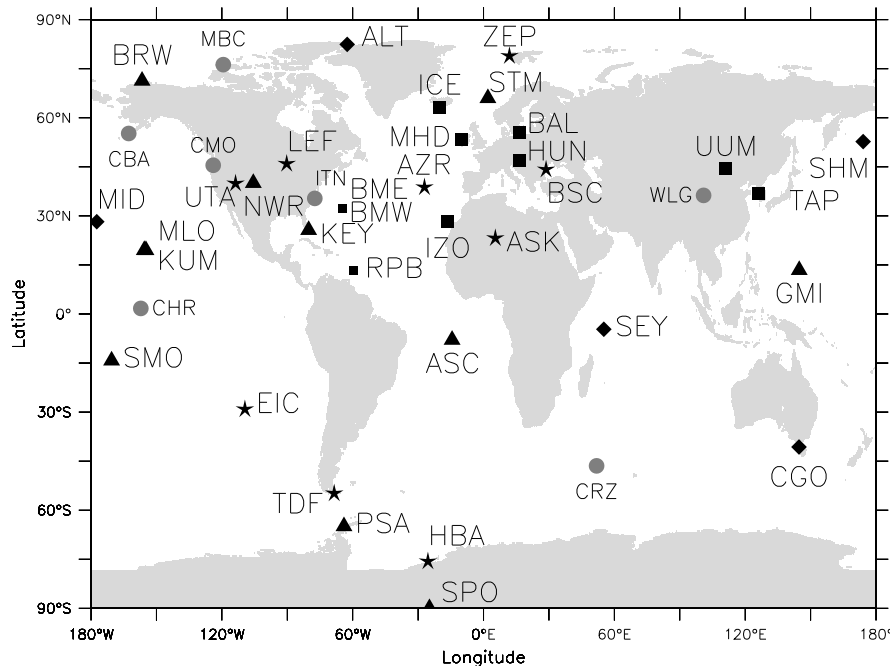 90°N
60°N
30°N
0°
30°S
60°S
90°S
Latitude
MBC
ALT
ZEP
BRW
ICE
STM
CBA
CMO
LEF
MHD
BAL
UUM
AZR
HUN
SHM
MID
UTA
NWR
ITN
BME
BMW
BSC
WLG
TAP
MLO
KUM
KEY
IZO
ASK
RPB
GMI
CHR
SEY
SMO
ASC
EIC
CGO
CRZ
TDF
PSA
HBA
SPO
180°W 120°W 60°W 0°E 60°E 120°E 180°
Longitude